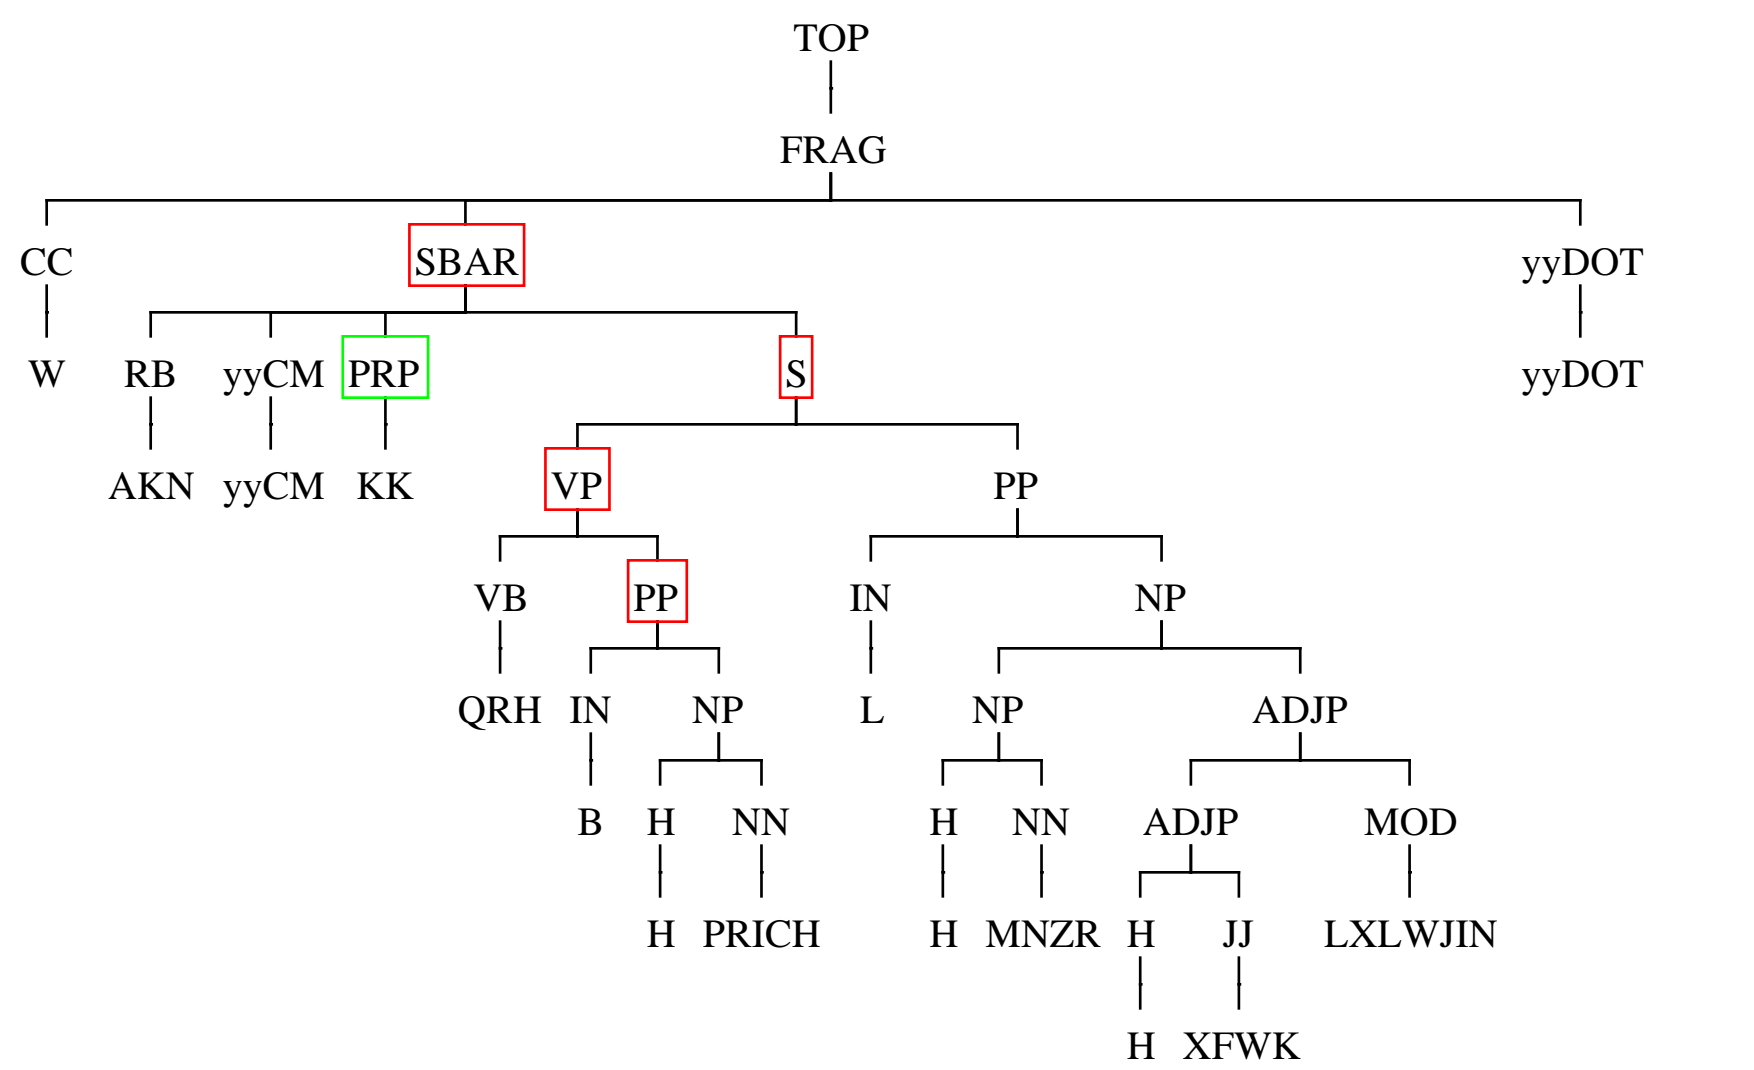 TOP
FRAG
CC SBAR yyDOT
W RB yyCM PRP S yyDOT
AKN yyCM KK VP PP
VB PP IN NP
QRH IN NP L NP ADJP
B H NN H NN ADJP MOD
H PRICH H MNZR H JJ LXLWJIN
H XFWK